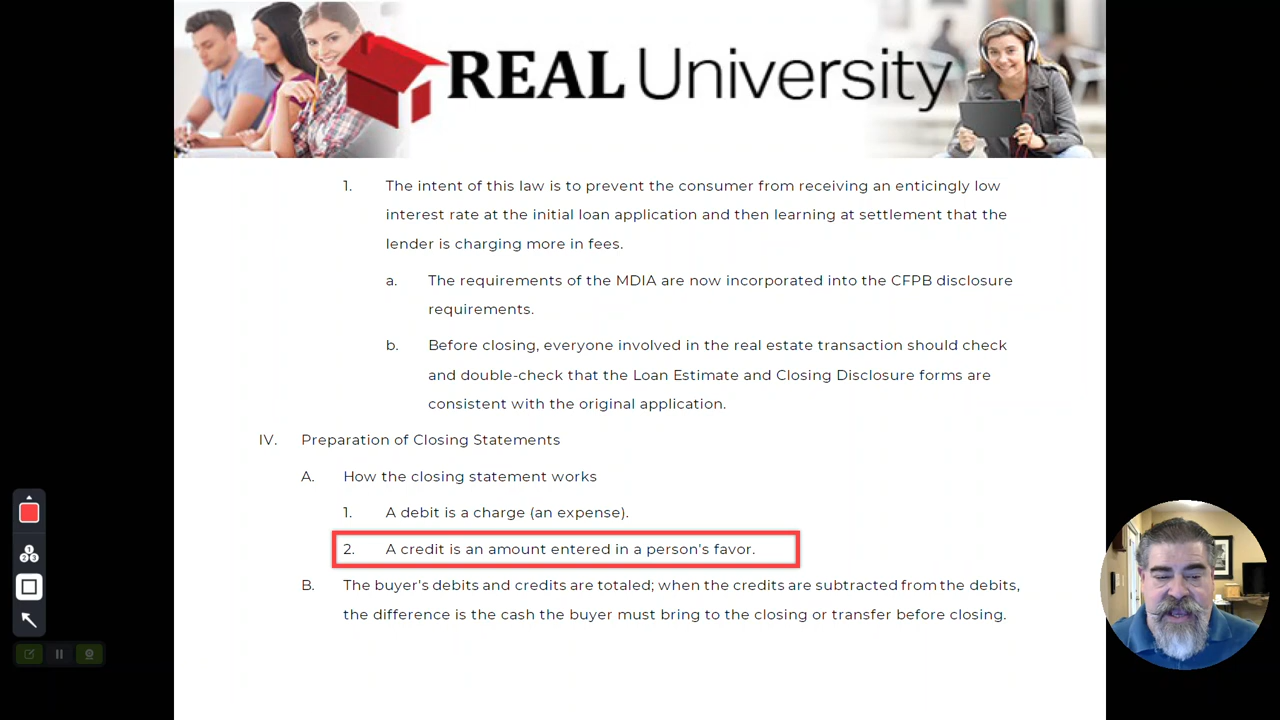 REAL University
1. The intent of this law is to prevent the consumer from receiving an enticingly low
interest rate at the initial loan application and then learning at settlement that the
lender is charging more in fees.
a. The requirements of the MDIA are now incorporated into the CFPB disclosure
requirements.
b. Before closing, everyone involved in the real estate transaction should check
and double-check that the Loan Estimate and Closing Disclosure forms are
consistent with the original application.
IV. Preparation of Closing Statements
A. How the closing statement works
1. A debit is a charge (an expense).
2. A credit is an amount entered in a person's favor.
B. The buyer's debits and credits are totaled; when the credits are subtracted from the debits,
the difference is the cash the buyer must bring to the closing or transfer before closing.